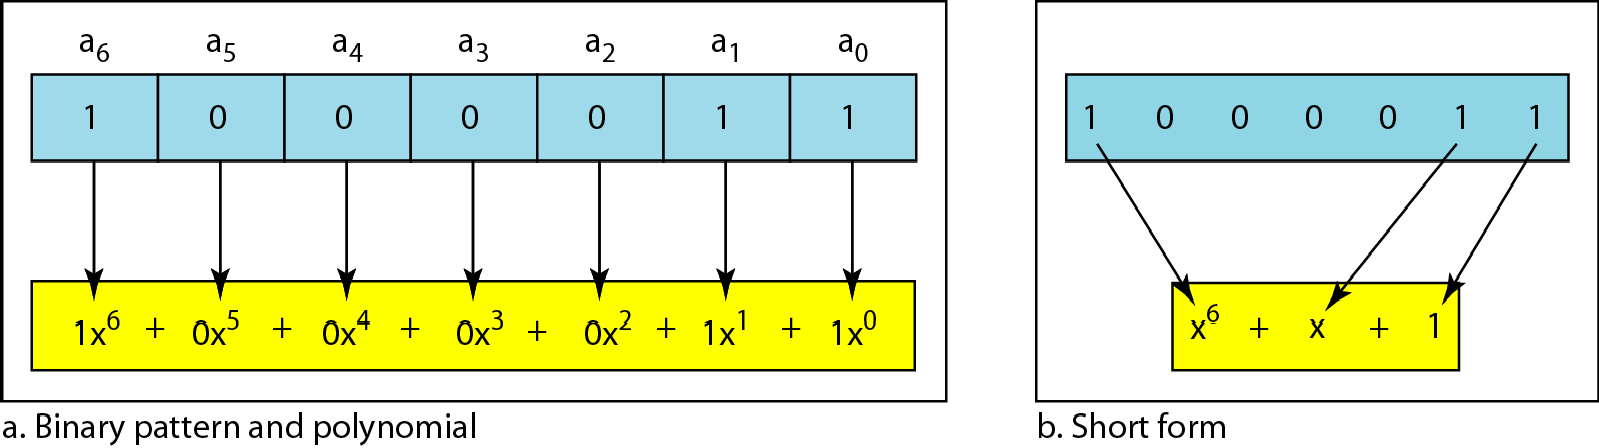 a₆ a₅ a₄ a₃ a₂ a₁ a₀
1 0 0 0 0 1 1
1x⁶ + 0x⁵ + 0x⁴ + 0x³ + 0x² + 1x¹ + 1x⁰
a. Binary pattern and polynomial
1 0 0 0 0 1 1
x⁶ + x + 1
b. Short form